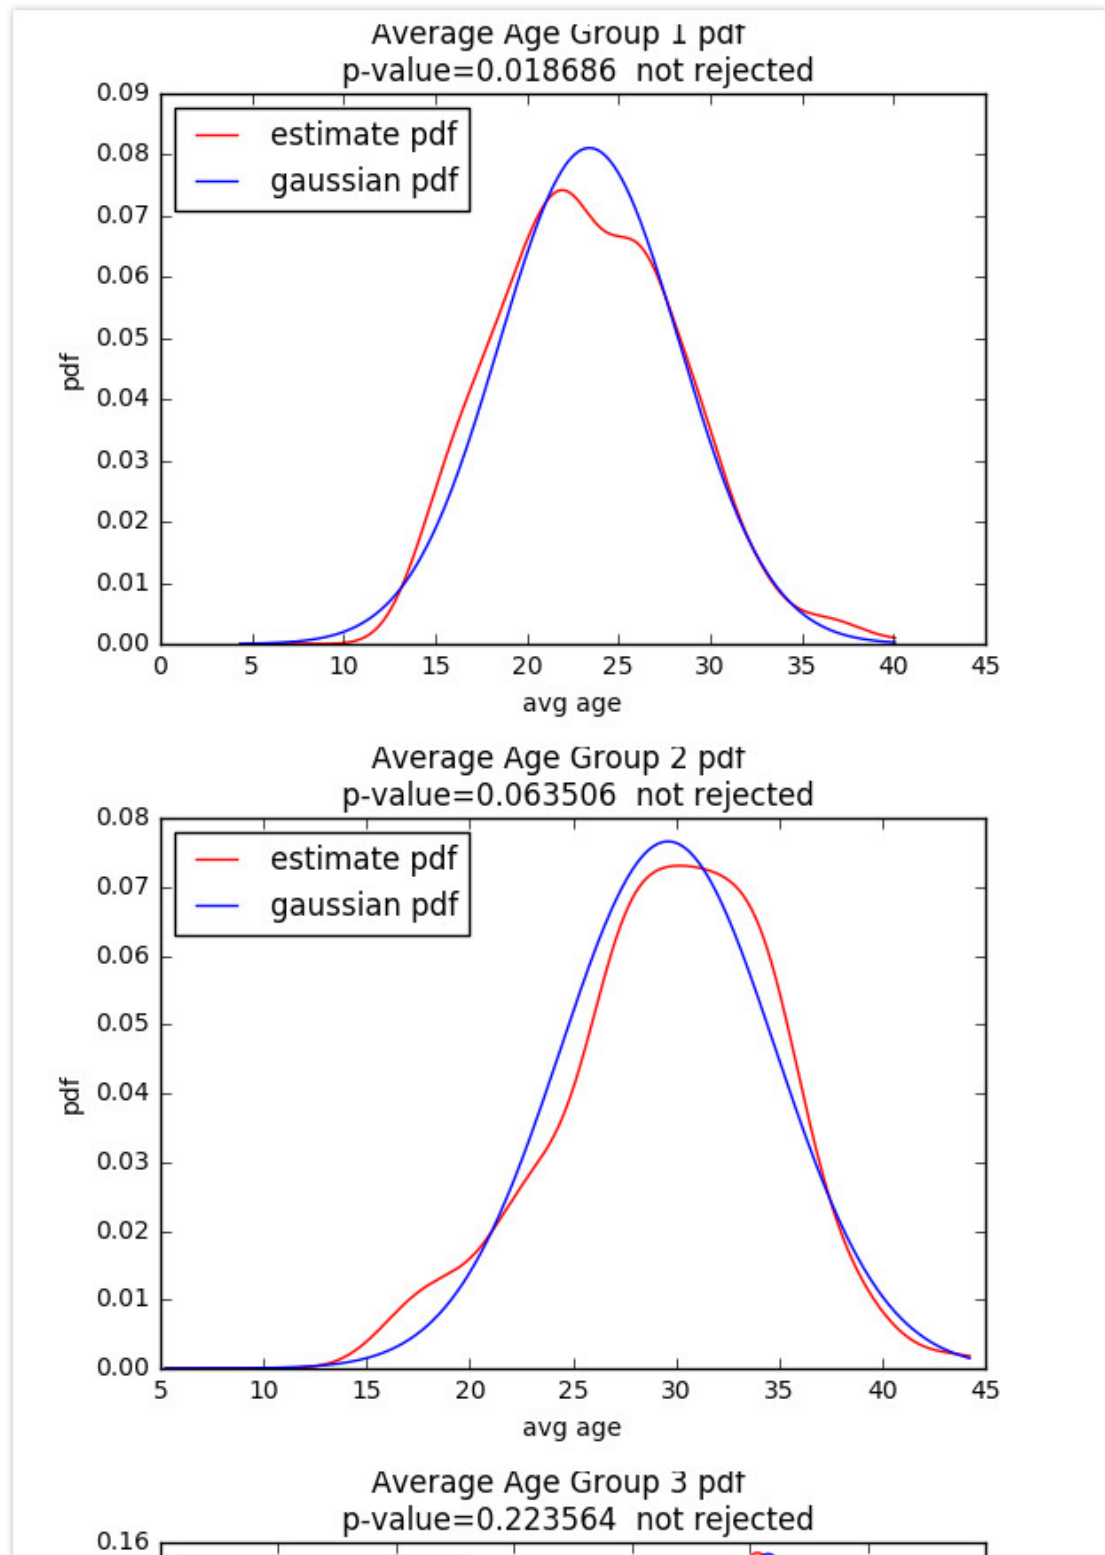 Average Age Group 1 pdf
p-value=0.018686 not rejected
0.09
0.08
0.07
0.06
0.05
0.04
0.03
0.02
0.01
0.00
pdf
estimate pdf
gaussian pdf
0 5 10 15 20 25 30 35 40 45
avg age
Average Age Group 2 pdf
p-value=0.063506 not rejected
0.08
0.07
0.06
0.05
0.04
0.03
0.02
0.01
0.00
pdf
estimate pdf
gaussian pdf
5 10 15 20 25 30 35 40 45
avg age
Average Age Group 3 pdf
p-value=0.223564 not rejected
0.16